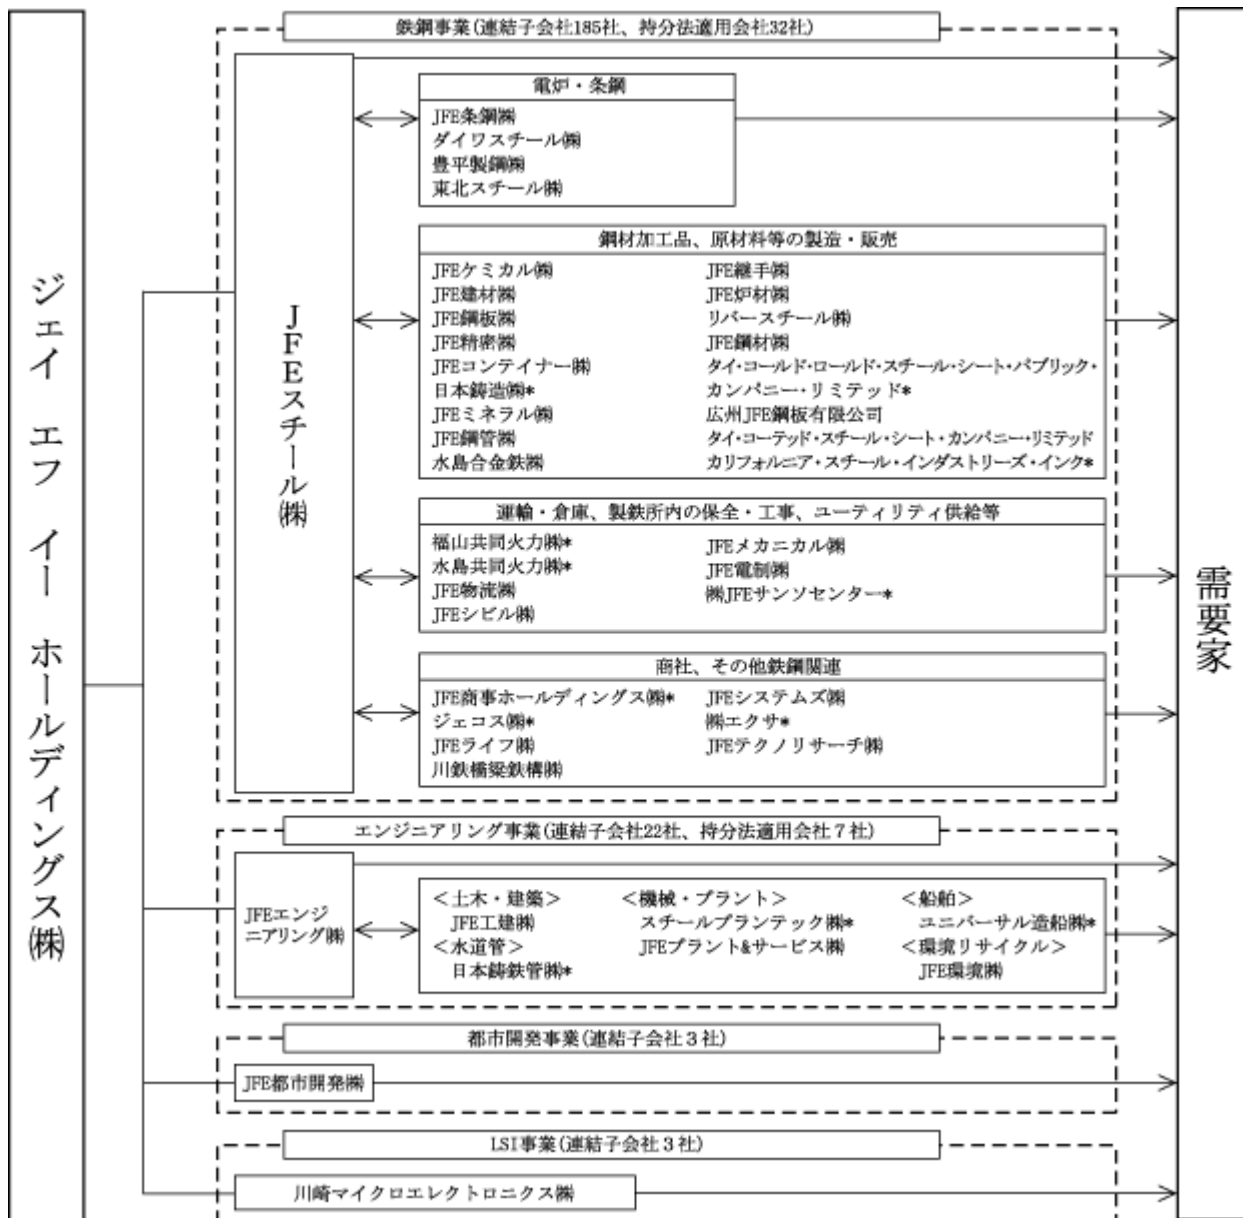 ジェイ エフ イー ホールディングス㈱
鉄鋼事業(連結子会社185社、持分法適用会社32社)
JFEスチール㈱
電炉・条鋼
JFE条鋼㈱
ダイワスチール㈱
豊平製鋼㈱
東北スチール㈱
鋼材加工品、原材料等の製造・販売
JFEケミカル㈱
JFE建材㈱
JFE鋼板㈱
JFE精密㈱
JFEコンテイナー㈱
日本鋳造㈱*
JFEミネラル㈱
JFE鋼管㈱
水島合金鉄㈱
JFE継手㈱
JFE炉材㈱
リバースチール㈱
JFE鋼材㈱
タイ・コールド・ロールド・スチール・シート・パブリック・
カンパニー・リミテッド*
広州JFE鋼板有限公司
タイ・コーテッド・スチール・シート・カンパニー・リミテッド
カリフォルニア・スチール・インダストリーズ・インク*
運輸・倉庫、製鉄所内の保全・工事、ユーティリティ供給等
福山共同火力㈱*
水島共同火力㈱*
JFE物流㈱
JFEシビル㈱
JFEメカニカル㈱
JFE電制㈱
㈱JFEサンソセンター*
商社、その他鉄鋼関連
JFE商事ホールディングス㈱*
ジェコス㈱*
JFEライフ㈱
川鉄橋梁鉄構㈱
JFEシステムズ㈱
㈱エクサ*
JFEテクノリサーチ㈱
エンジニアリング事業(連結子会社22社、持分法適用会社7社)
JFEエンジ
ニアリング㈱
<土木・建築>
JFE工建㈱
<水道管>
日本鋳鉄管㈱*
<機械・プラント>
スチールプランテック㈱*
JFEプラント&サービス㈱
<船舶>
ユニバーサル造船㈱*
<環境リサイクル>
JFE環境㈱
都市開発事業(連結子会社3社)
JFE都市開発㈱
LSI事業(連結子会社3社)
川崎マイクロエレクトロニクス㈱
需要家